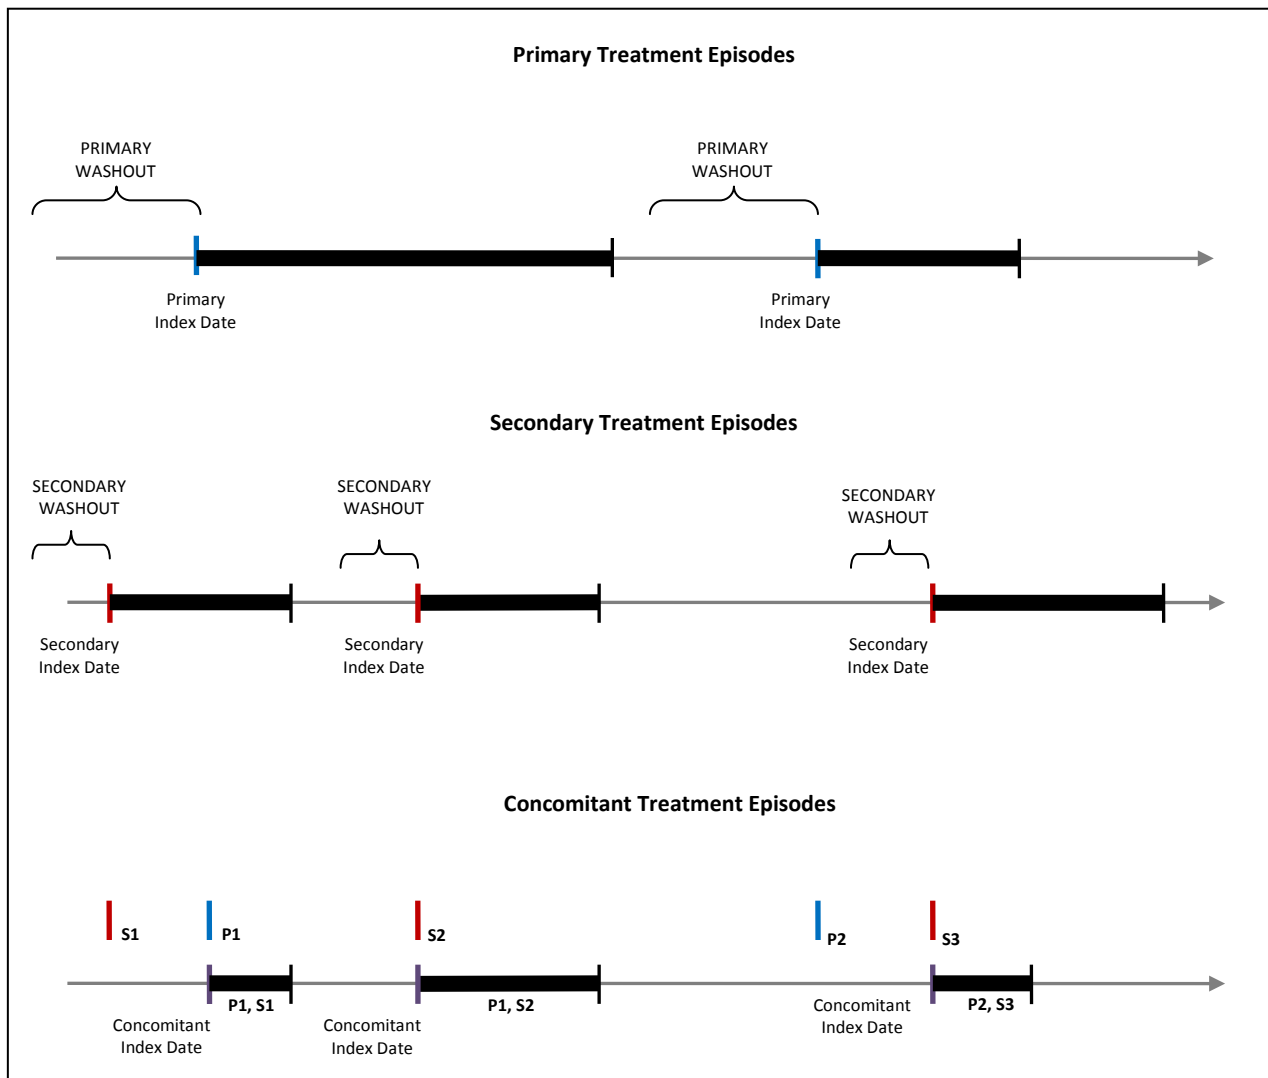 Primary Treatment Episodes
PRIMARY
WASHOUT
PRIMARY
WASHOUT
Primary
Index Date
Primary
Index Date
Secondary Treatment Episodes
SECONDARY
WASHOUT
SECONDARY
WASHOUT
SECONDARY
WASHOUT
Secondary
Index Date
Secondary
Index Date
Secondary
Index Date
Concomitant Treatment Episodes
S1
P1
S2
P2
S3
P1, S1
P1, S2
P2, S3
Concomitant
Index Date
Concomitant
Index Date
Concomitant
Index Date